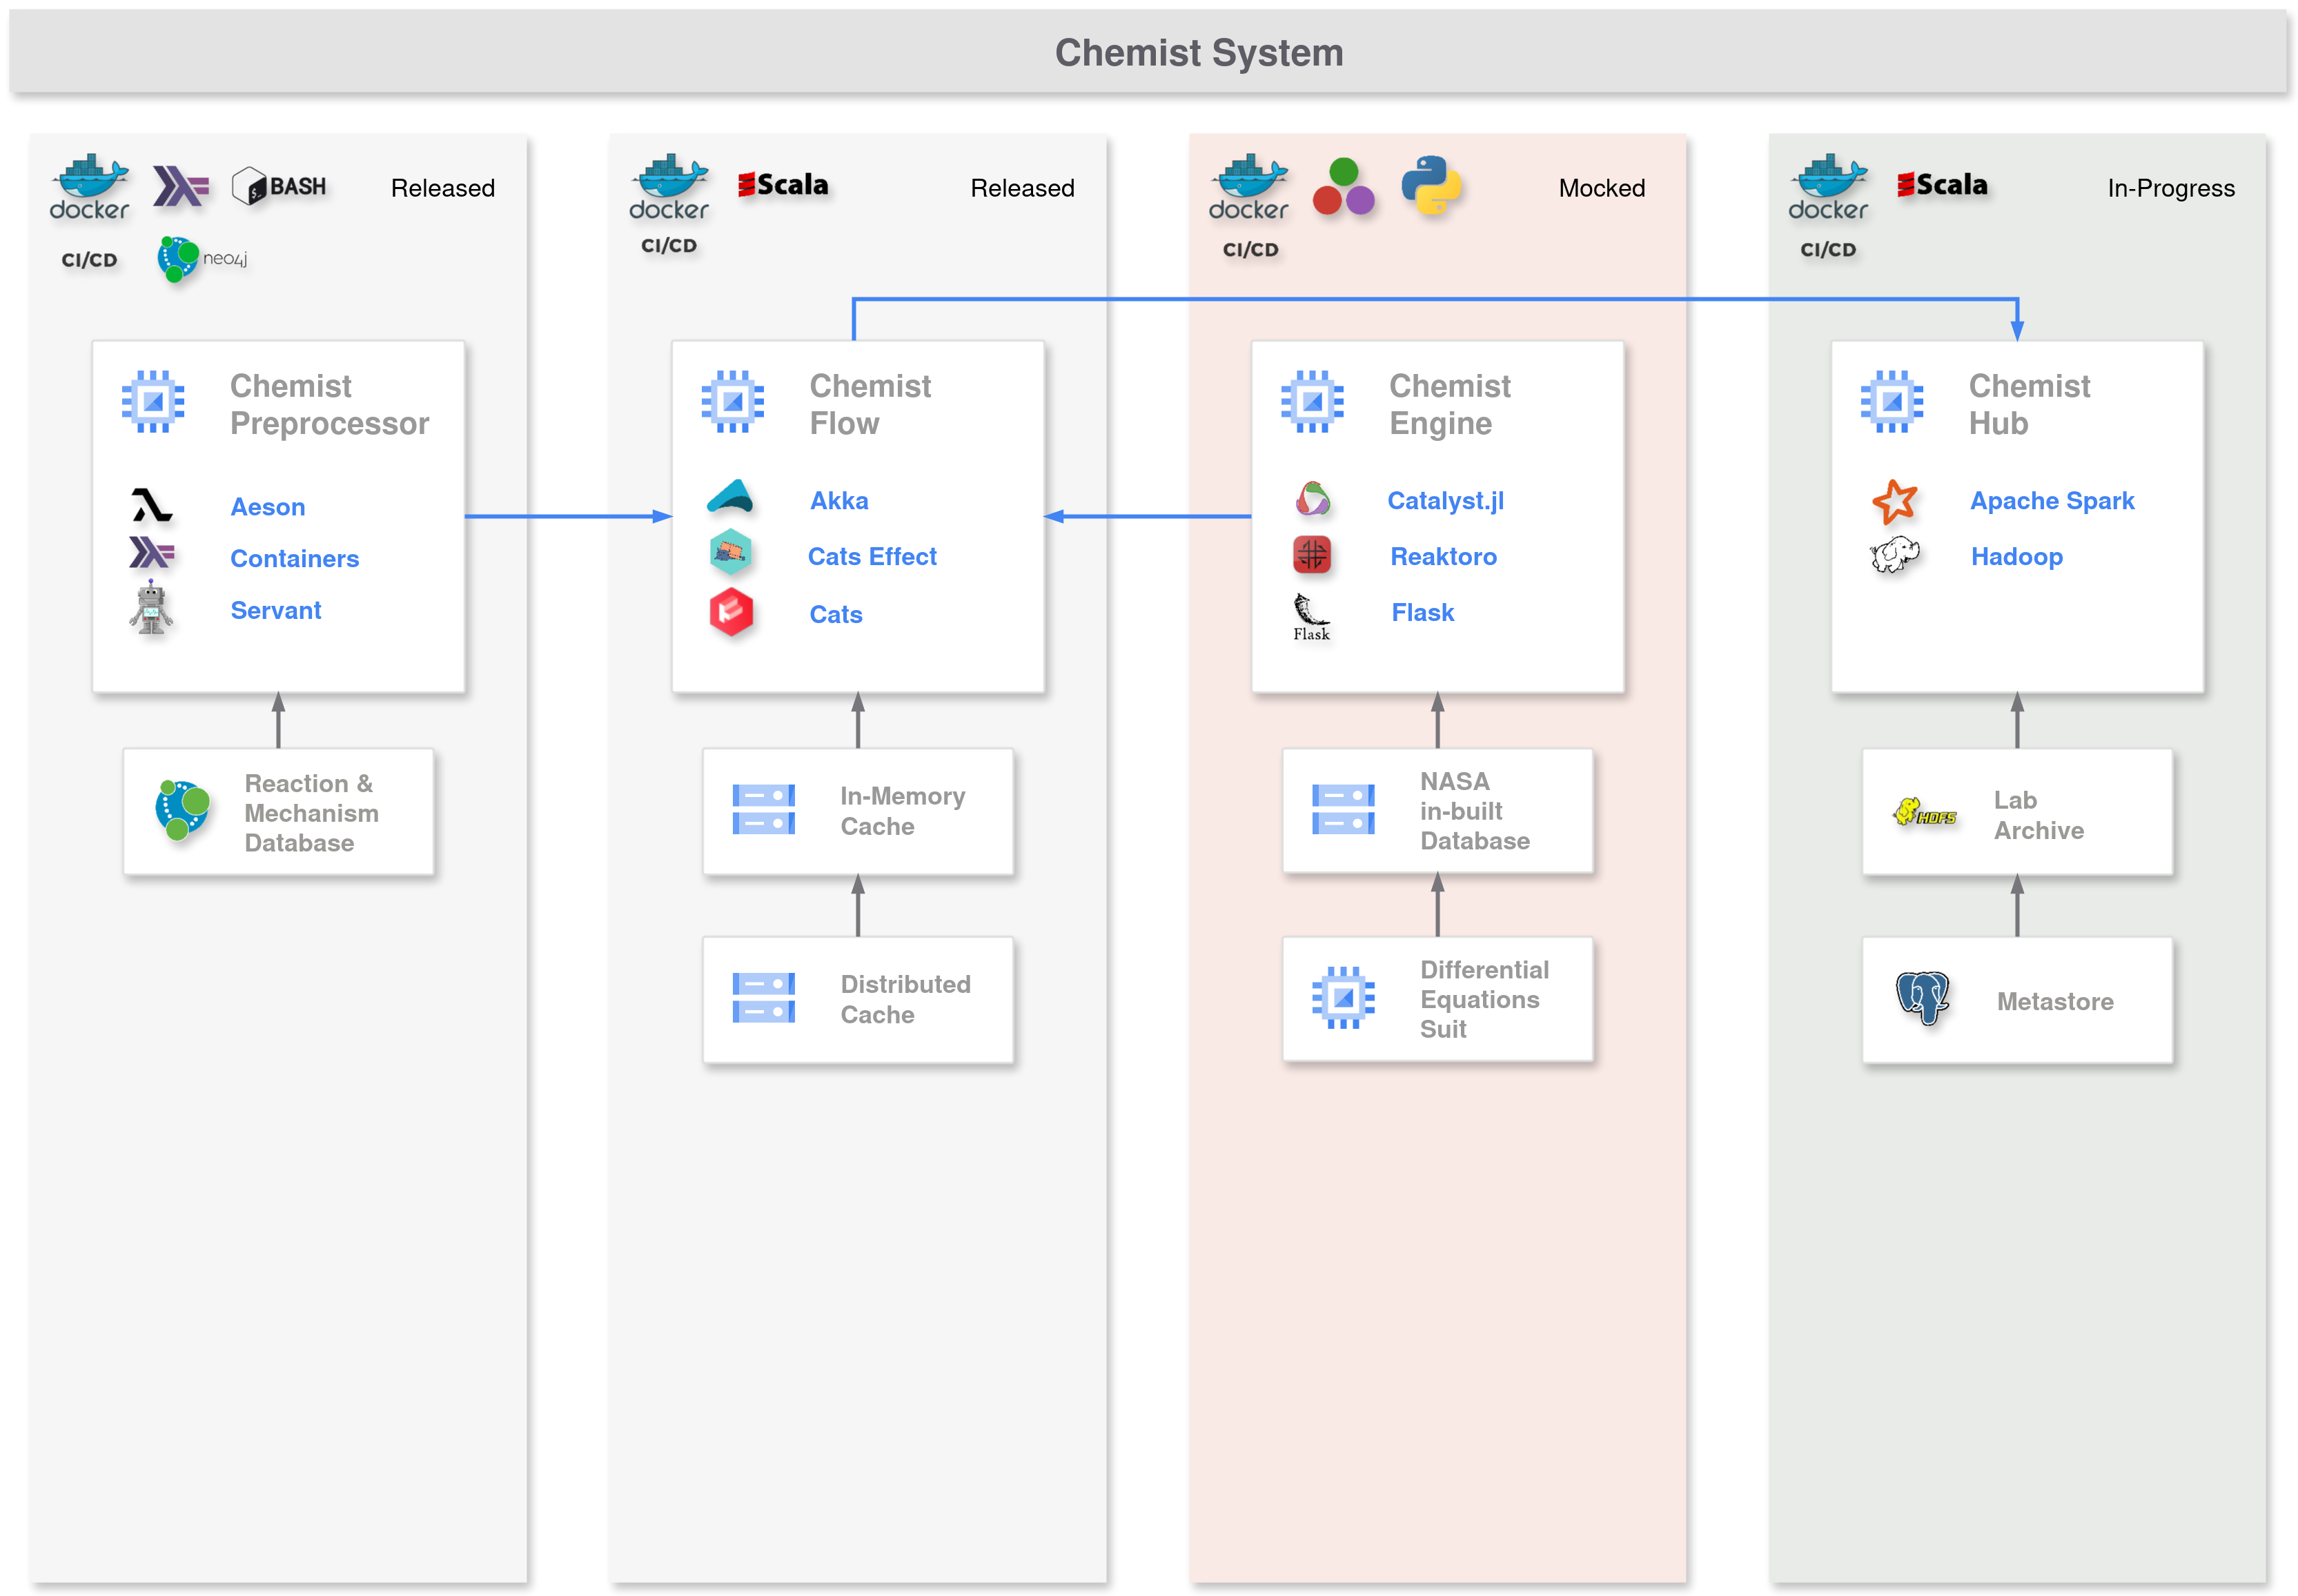 Chemist System
docker
BASH
Released
CI/CD
neo4j
docker
Scala
Released
CI/CD
docker
Mocked
CI/CD
docker
Scala
In-Progress
CI/CD
Chemist
Preprocessor
Aeson
Containers
Servant
Reaction &
Mechanism
Database
Chemist
Flow
Akka
Cats Effect
Cats
In-Memory
Cache
Distributed
Cache
Chemist
Engine
Catalyst.jl
Reaktoro
Flask
Flask
NASA
in-built
Database
Differential
Equations
Suit
Chemist
Hub
Apache Spark
Hadoop
HDFS
Lab
Archive
Metastore